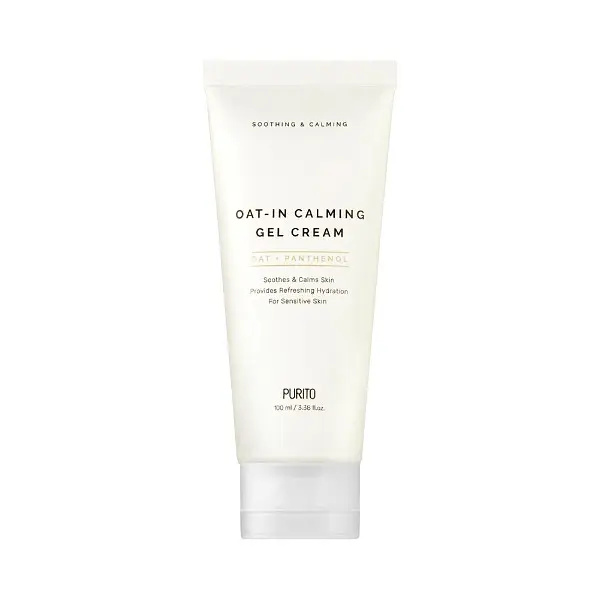 SOOTHING & CALMING
OAT-IN CALMING
GEL CREAM
OAT + PANTHENOL
Soothes & Calms Skin
Provides Refreshing Hydration
For Sensitive Skin
PURITO
100 ml / 3.38 fl.oz.